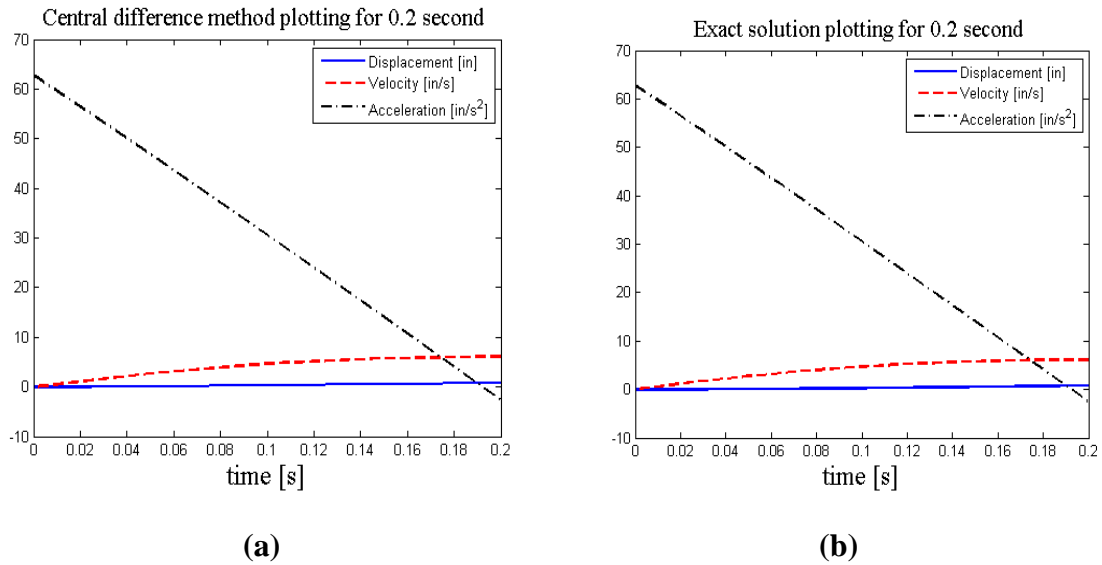 Central difference method plotting for 0.2 second
70
60
50
40
30
20
10
0
-10
Displacement [in]
Velocity [in/s]
Acceleration [in/s²]
0 0.02 0.04 0.06 0.08 0.1 0.12 0.14 0.16 0.18 0.2
time [s]
(a)
Exact solution plotting for 0.2 second
70
60
50
40
30
20
10
0
-10
Displacement [in]
Velocity [in/s]
Acceleration [in/s²]
0 0.02 0.04 0.06 0.08 0.1 0.12 0.14 0.16 0.18 0.2
time [s]
(b)